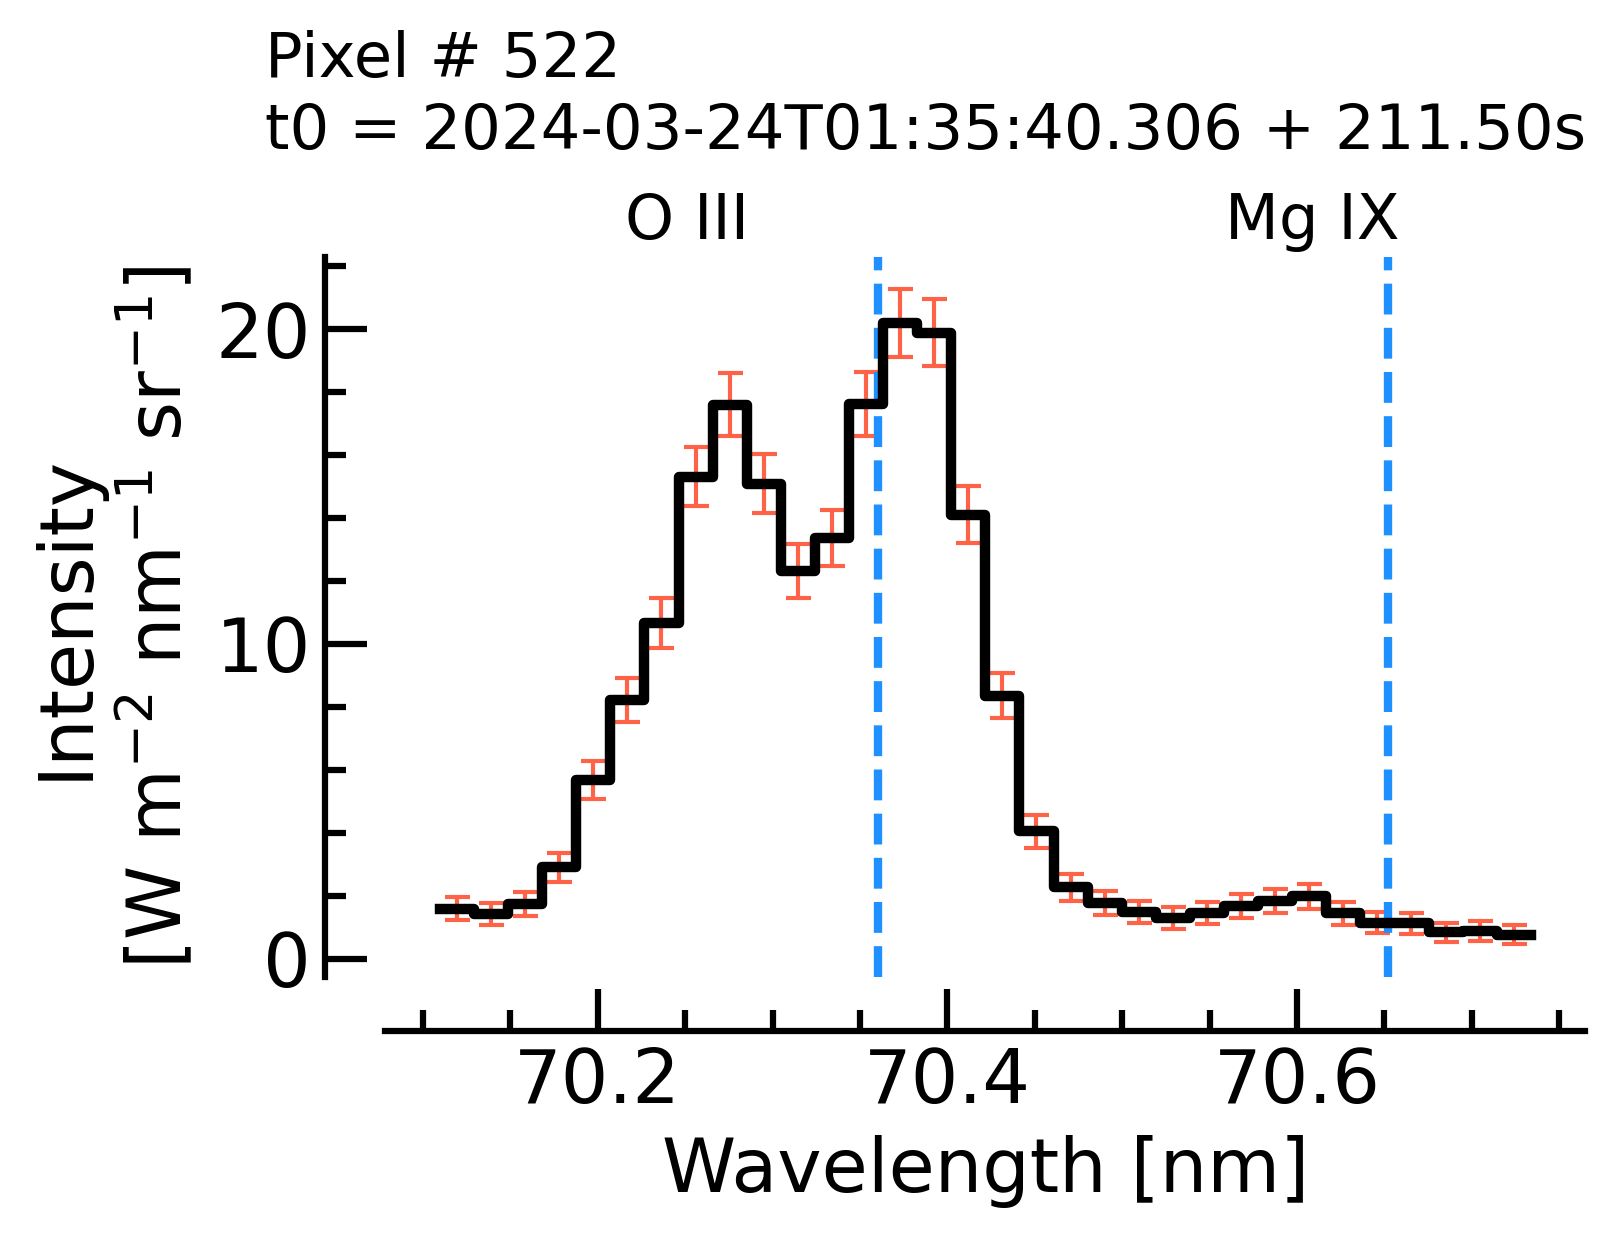 Pixel # 522
t0 = 2024-03-24T01:35:40.306 + 211.50s
O III Mg IX
Intensity
[W m⁻² nm⁻¹ sr⁻¹]
20
10
0
70.2 70.4 70.6
Wavelength [nm]